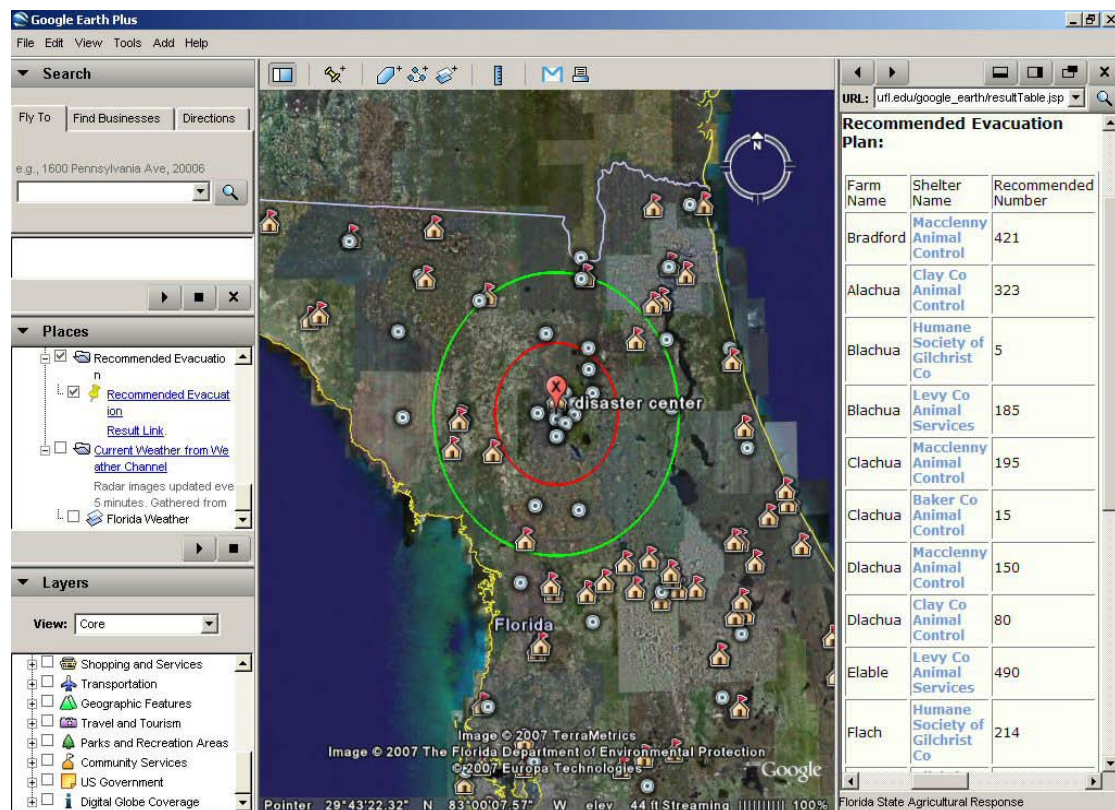 Google Earth Plus
File Edit View Tools Add Help
Search
Fly To Find Businesses Directions
e.g., 1600 Pennsylvania Ave, 20006
Places
Recommended Evacuatio
n
Recommended Evacuat
ion
Result Link
Current Weather from We
ather Channel
Radar images updated eve
5 minutes. Gathered from
Florida Weather
Layers
View: Core
Shopping and Services
Transportation
Geographic Features
Travel and Tourism
Parks and Recreation Areas
Community Services
US Government
Digital Globe Coverage
N
disaster center
Florida
Image © 2007 TerraMetrics
Image © 2007 The Florida Department of Environmental Protection
© 2007 Europa Technologies
Google
Pointer 29°43'22.32" N 83°00'07.57" W elev 44 ft Streaming |||||||||| 100%
URL: ufl.edu/google_earth/resultTable.jsp
Recommended Evacuation
Plan:
Farm Name Shelter Name Recommended Number
Bradford Macclenny Animal Control 421
Alachua Clay Co Animal Control 323
Blachua Humane Society of Gilchrist Co 5
Blachua Levy Co Animal Services 185
Clachua Macclenny Animal Control 195
Clachua Baker Co Animal Control 15
Dlachua Macclenny Animal Control 150
Dlachua Clay Co Animal Control 80
Elable Levy Co Animal Services 490
Flach Humane Society of Gilchrist Co 214
Florida State Agricultural Response